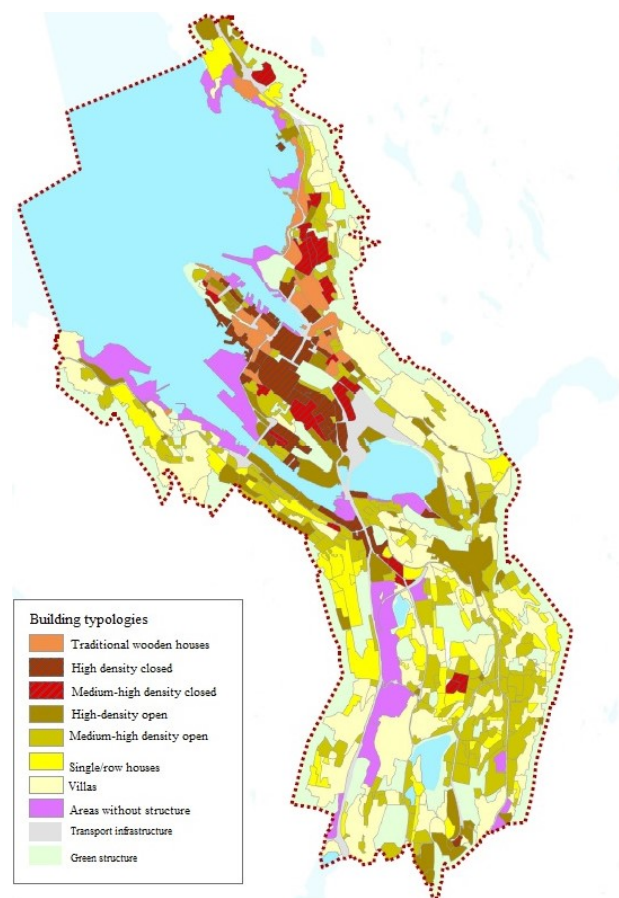 Building typologies
Traditional wooden houses
High density closed
Medium-high density closed
High-density open
Medium-high density open
Single/row houses
Villas
Areas without structure
Transport infrastructure
Green structure